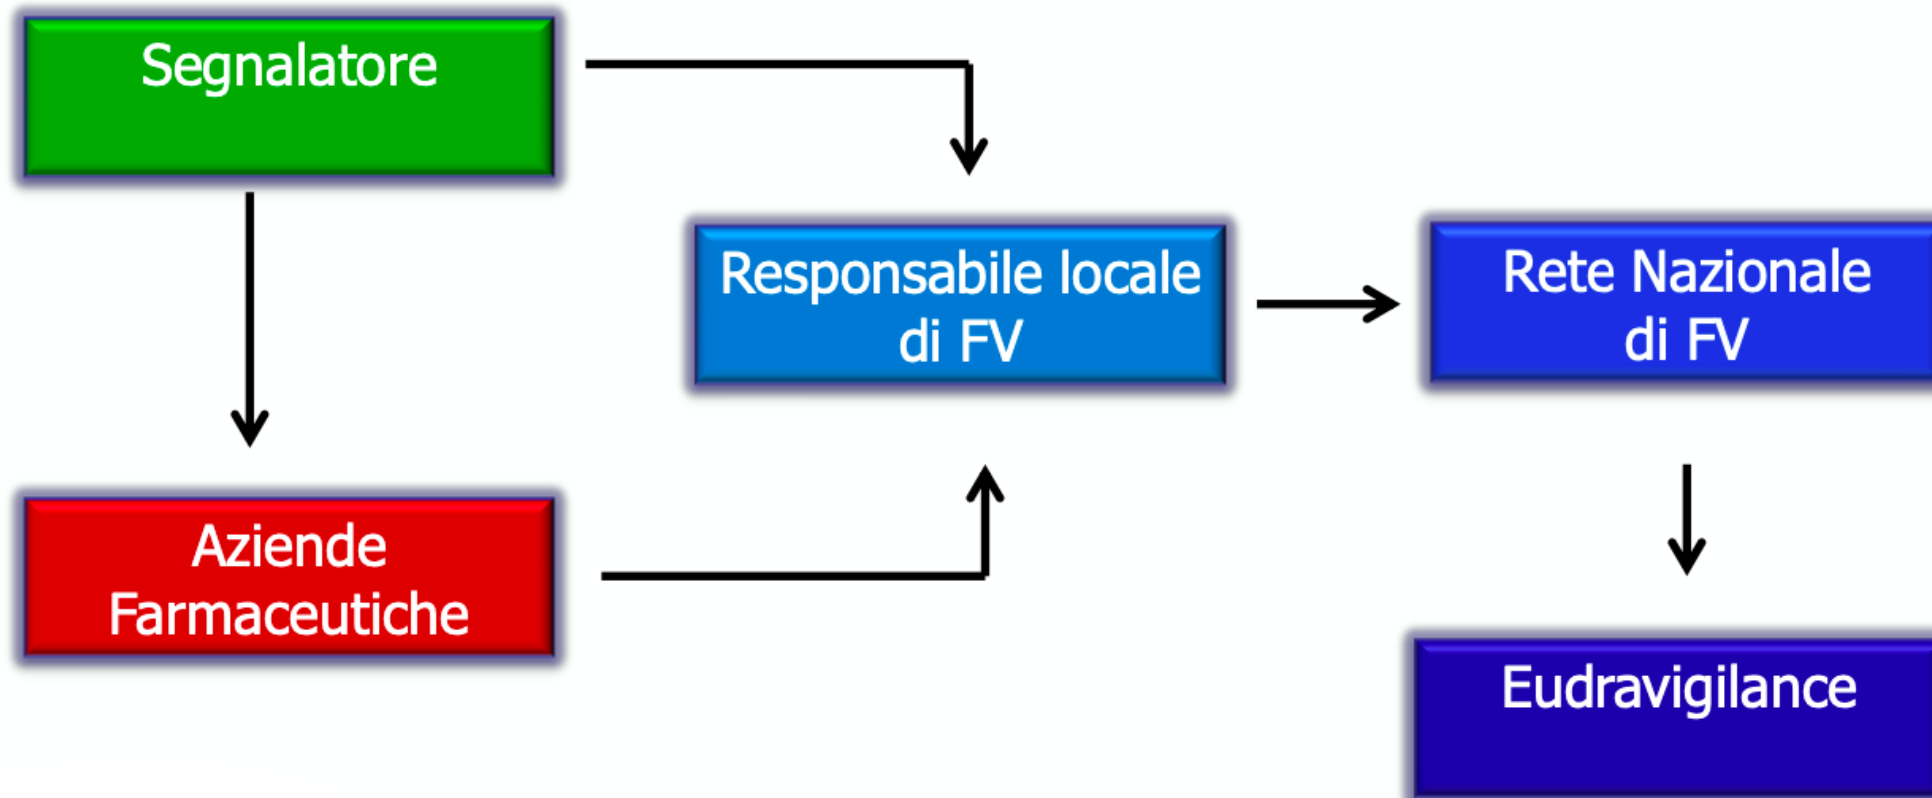 Segnalatore
Responsabile locale
di FV
Rete Nazionale
di FV
Aziende
Farmaceutiche
Eudravigilance